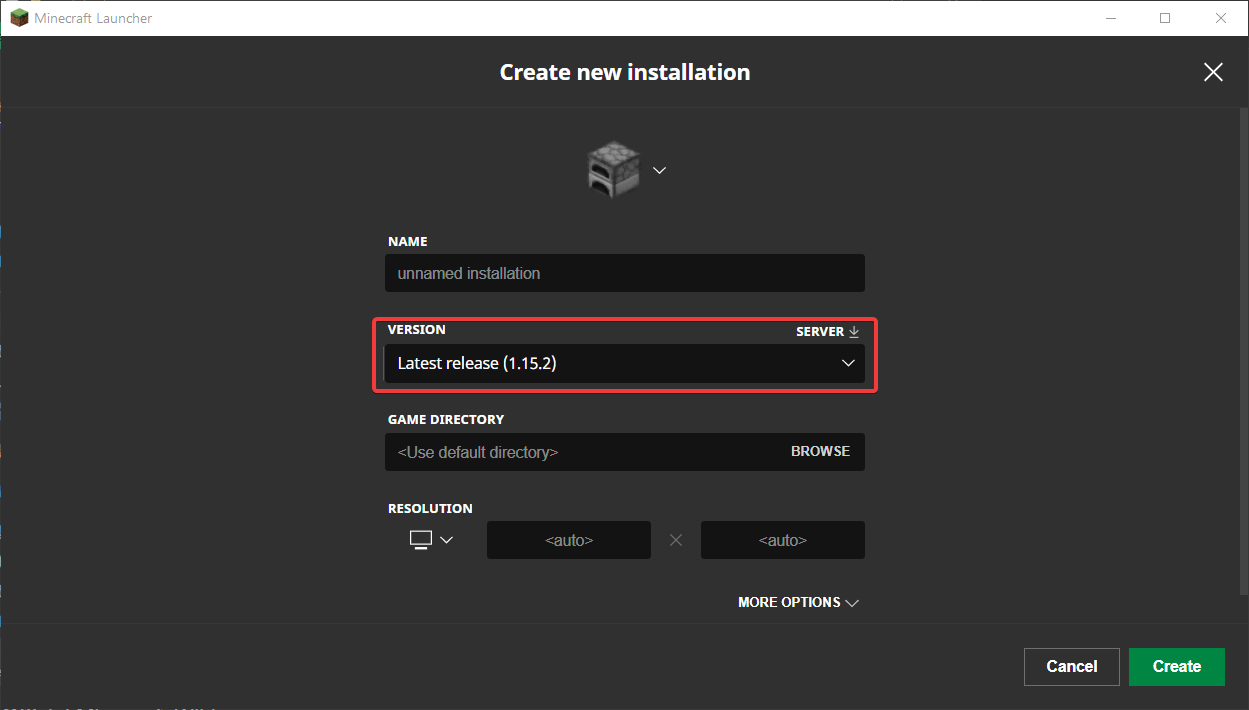 Minecraft Launcher
Create new installation
NAME
unnamed installation
VERSION
SERVER
Latest release (1.15.2)
GAME DIRECTORY
<Use default directory>
BROWSE
RESOLUTION
<auto>
<auto>
MORE OPTIONS
Cancel
Create